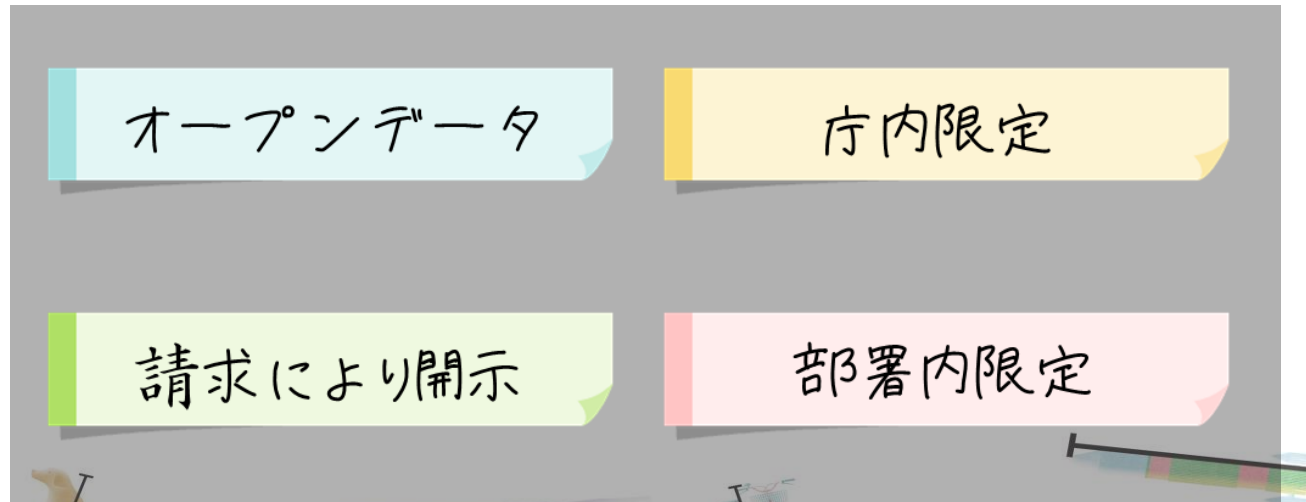 オープンデータ
庁内限定
請求により開示
部署内限定